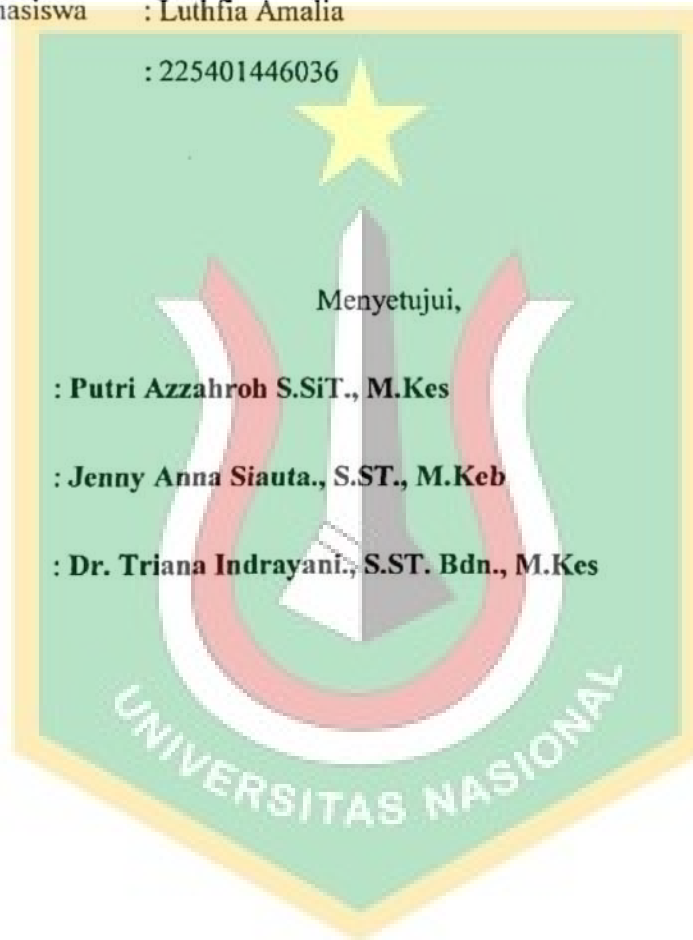 : Luthfia Amalia
: 225401446036
Menyetujui,
: Putri Azzahroh S.SiT., M.Kes
: Jenny Anna Siauta., S.ST., M.Keb
: Dr. Triana Indrayani., S.ST. Bdn., M.Kes
UNIVERSITAS NASIONAL